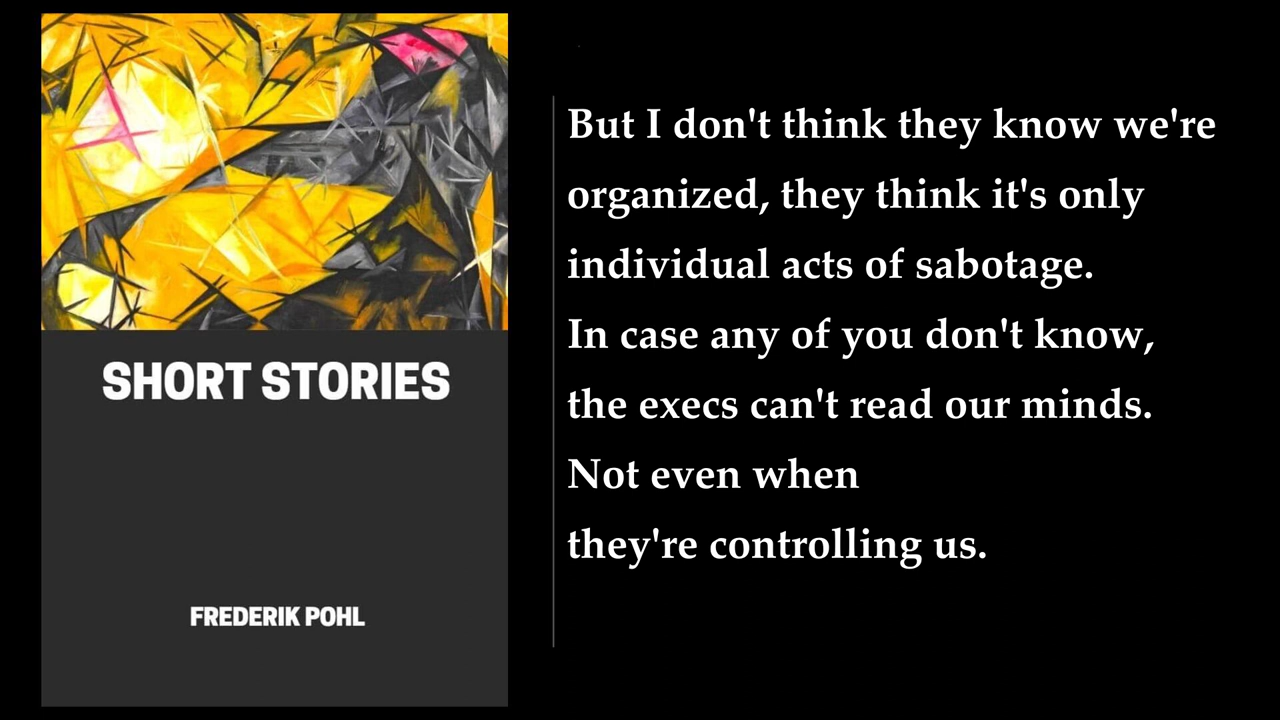 SHORT STORIES
FREDERIK POHL
But I don't think they know we're
organized, they think it's only
individual acts of sabotage.
In case any of you don't know,
the execs can't read our minds.
Not even when
they're controlling us.